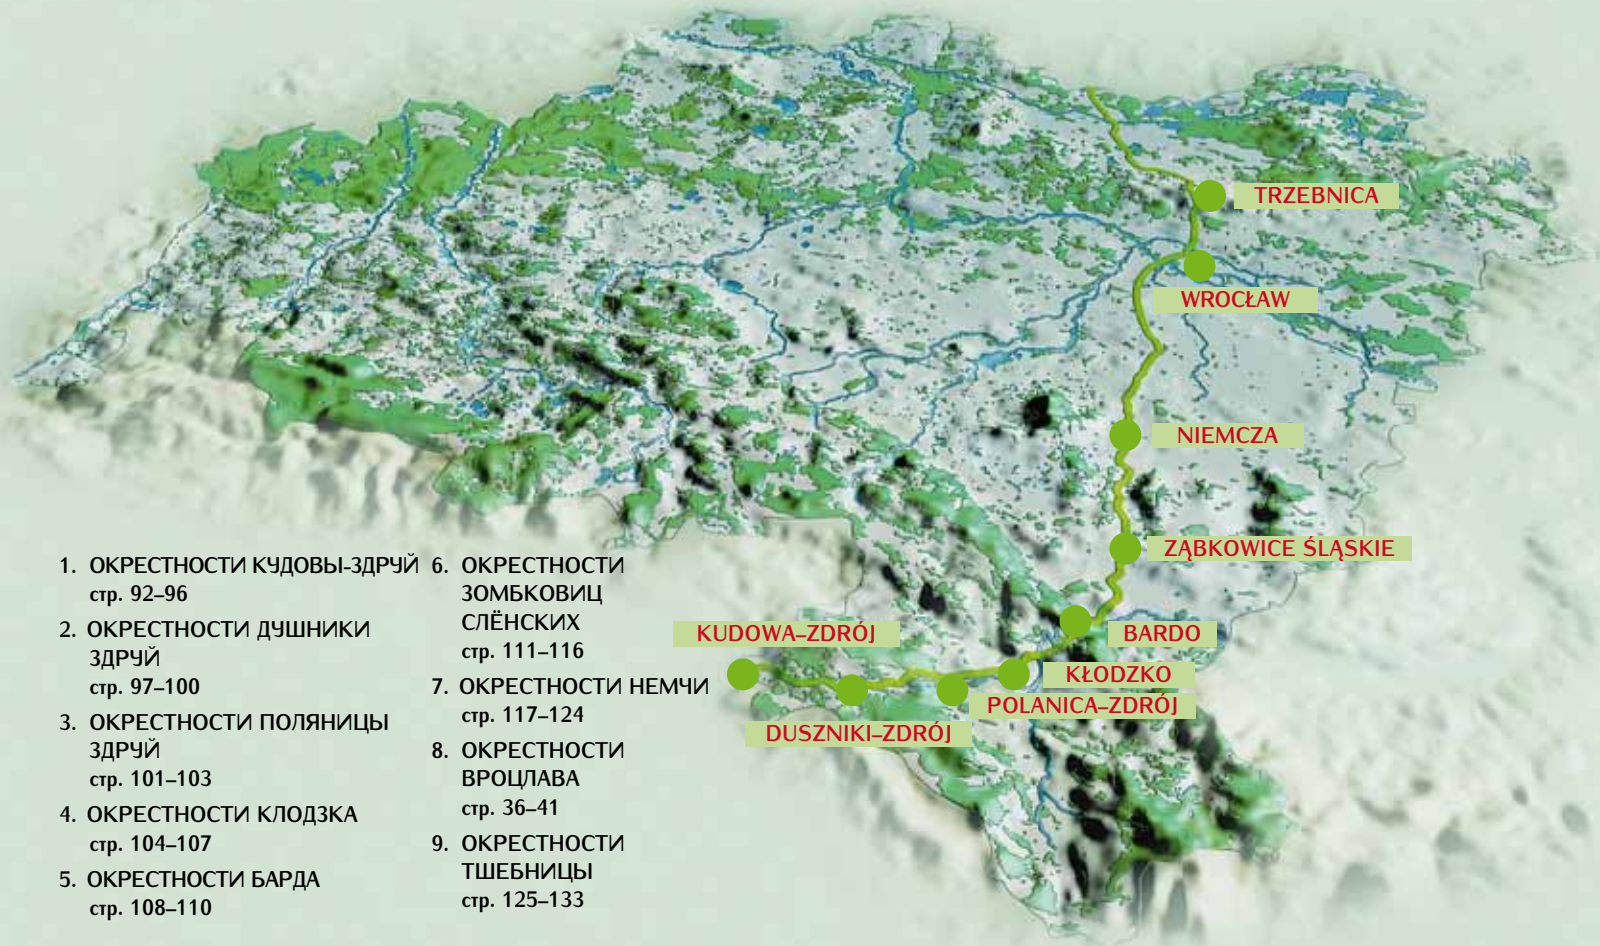 TRZEBNICA
WROCŁAW
NIEMCZA
ZĄBKOWICE ŚLĄSKIE
BARDO
KUDOWA–ZDRÓJ
KŁODZKO
POLANICA–ZDRÓJ
DUSZNIKI–ZDRÓJ
1. ОКРЕСТНОСТИ КУДОВЫ-ЗДРУЙ
стр. 92–96
2. ОКРЕСТНОСТИ ДУШНИКИ
ЗДРУЙ
стр. 97–100
3. ОКРЕСТНОСТИ ПОЛЯНИЦЫ
ЗДРУЙ
стр. 101–103
4. ОКРЕСТНОСТИ КЛОДЗКА
стр. 104–107
5. ОКРЕСТНОСТИ БАРДА
стр. 108–110
6. ОКРЕСТНОСТИ
ЗОМБКОВИЦ
СЛЁНСКИХ
стр. 111–116
7. ОКРЕСТНОСТИ НЕМЧИ
стр. 117–124
8. ОКРЕСТНОСТИ
ВРОЦЛАВА
стр. 36–41
9. ОКРЕСТНОСТИ
ТШЕБНИЦЫ
стр. 125–133